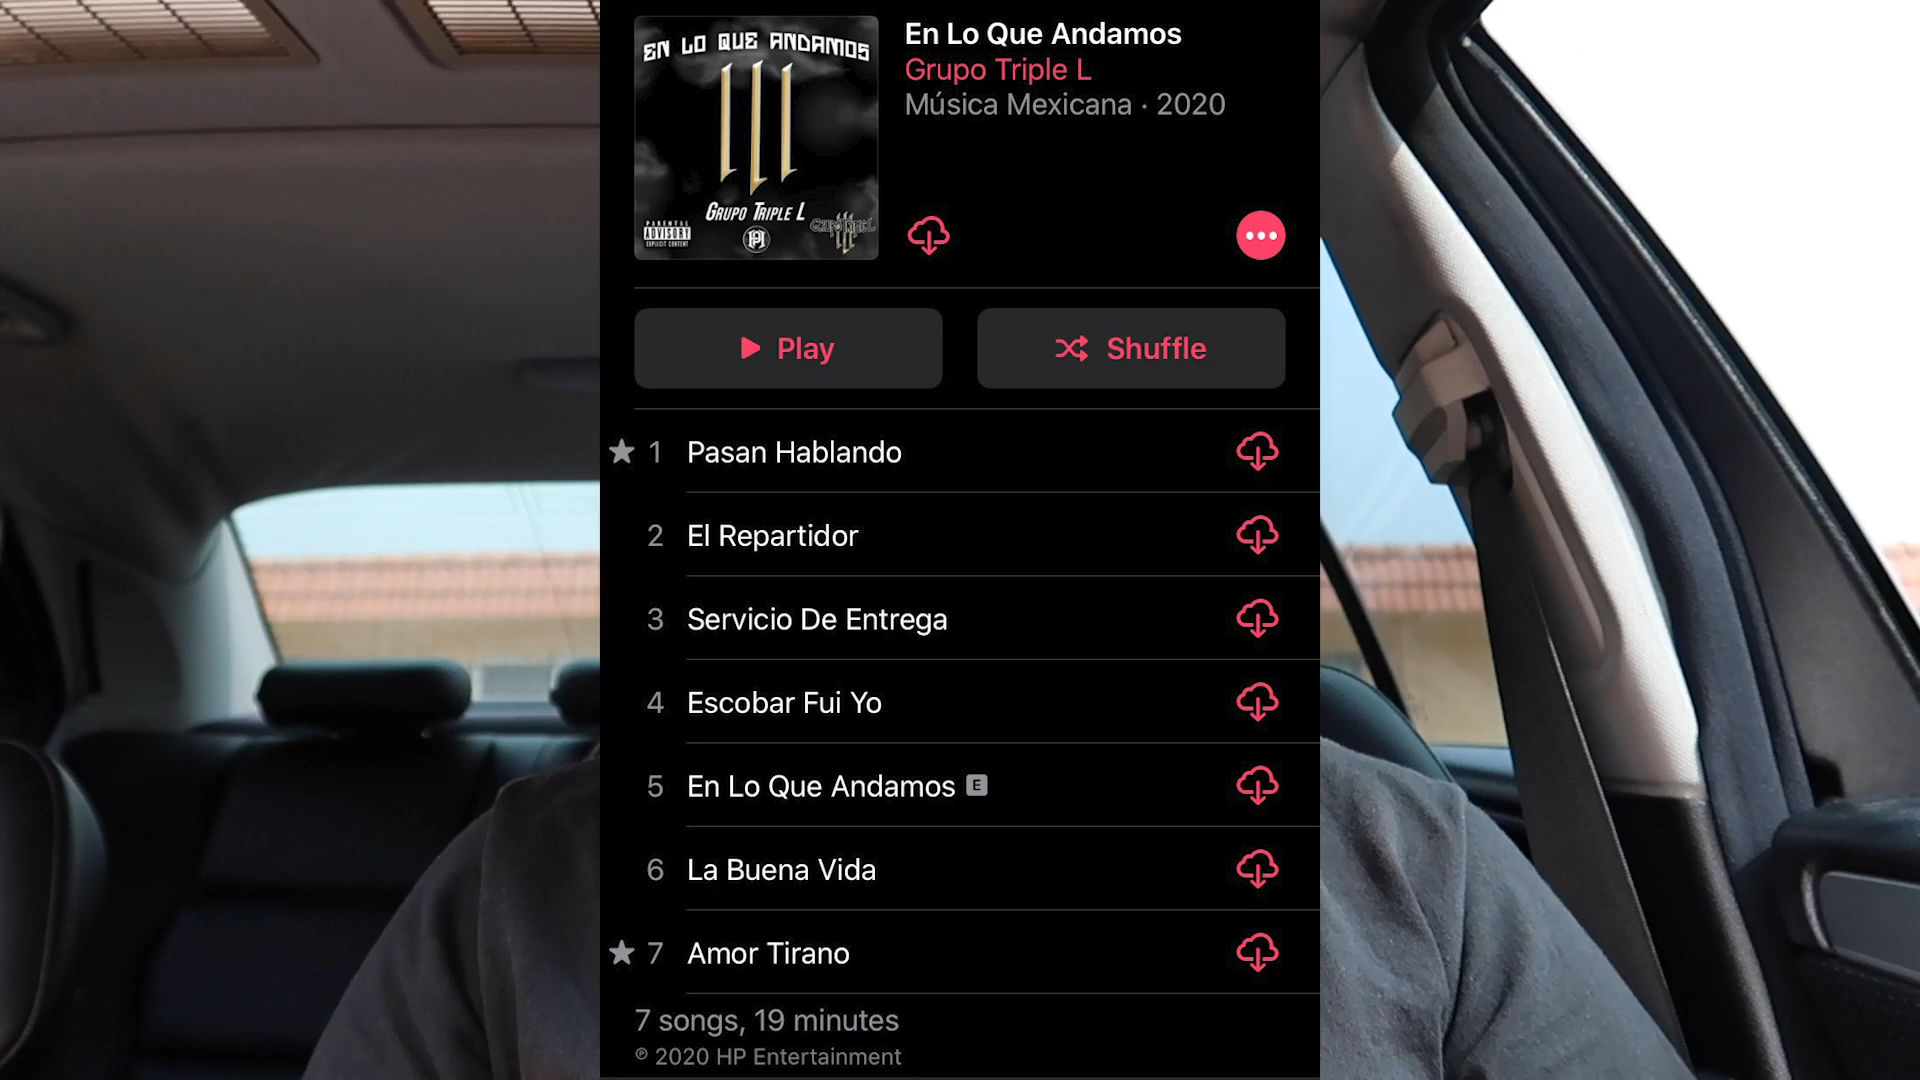 EN LO QUE ANDAMOS
GRUPO TRIPLE L
PARENTAL
ADVISORY
EXPLICIT CONTENT
En Lo Que Andamos
Grupo Triple L
Música Mexicana · 2020
Play
Shuffle
★ 1 Pasan Hablando
2 El Repartidor
3 Servicio De Entrega
4 Escobar Fui Yo
5 En Lo Que Andamos E
6 La Buena Vida
★ 7 Amor Tirano
7 songs, 19 minutes
℗ 2020 HP Entertainment